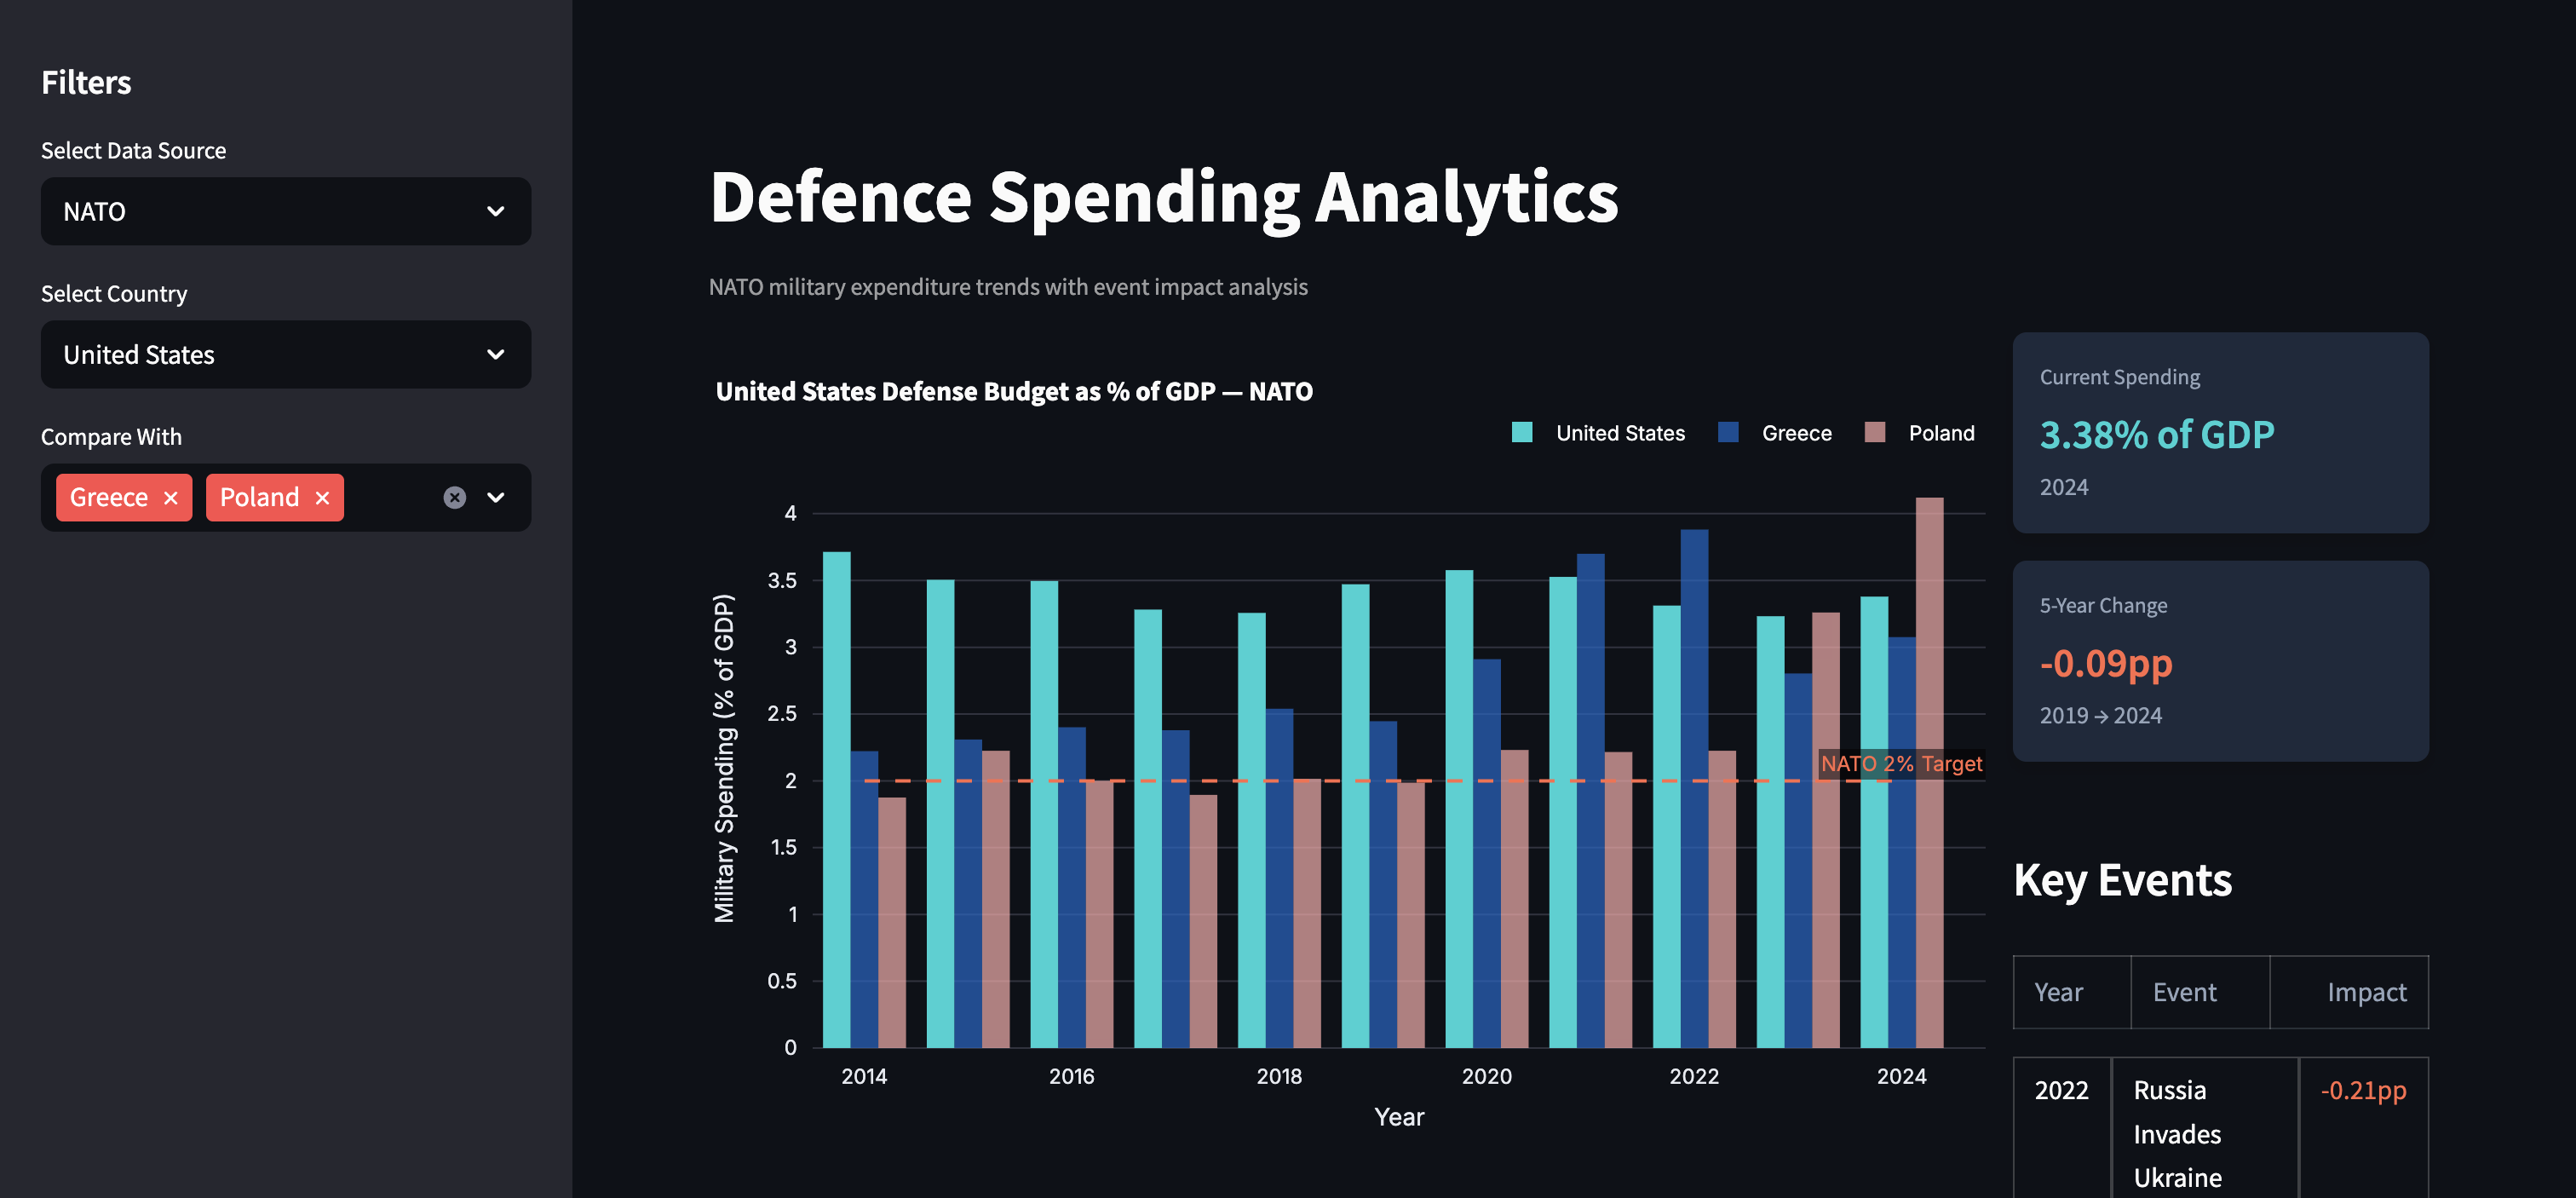 Filters
Select Data Source
NATO
Select Country
United States
Compare With
Greece × Poland ×
Defence Spending Analytics
NATO military expenditure trends with event impact analysis
United States Defense Budget as % of GDP — NATO
United States Greece Poland
Military Spending (% of GDP)
4
3.5
3
2.5
2
1.5
1
0.5
0
NATO 2% Target
2014 2016 2018 2020 2022 2024
Year
Current Spending
3.38% of GDP
2024
5-Year Change
-0.09pp
2019 → 2024
Key Events
Year Event Impact
2022 Russia -0.21pp
Invades
Ukraine